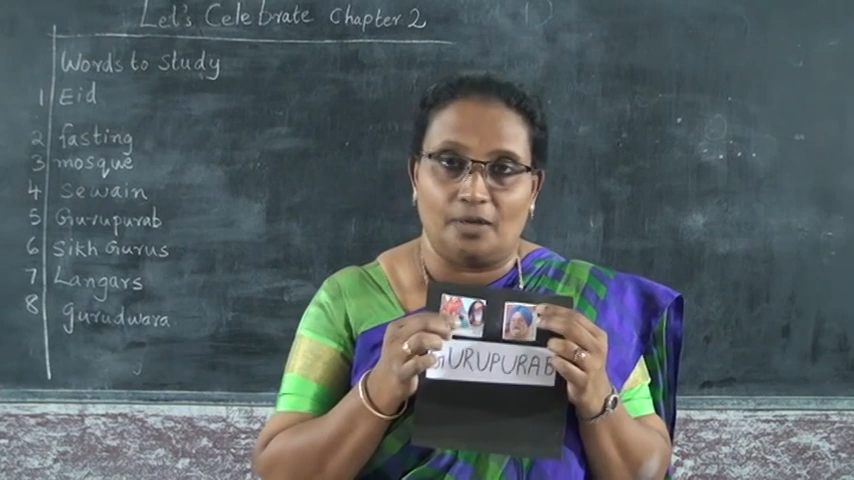 Let's Celebrate Chapter 2
Words to study
1 Eid
2 fasting
3 mosque
4 Sewain
5 Gurupurab
6 Sikh Gurus
7 Langars
8 gurudwara
GURUPURAB